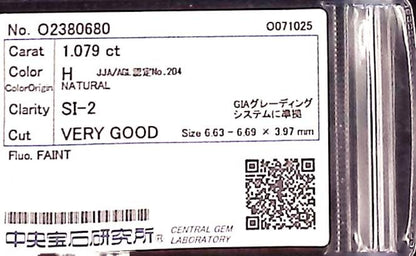 No. O2380680 O071025
Carat 1.079 ct
Color H JJA/AGL認定No.204
ColorOrigin NATURAL
Clarity SI-2 GIAグレーディング
システムに準拠
Cut VERY GOOD Size 6.63 - 6.69 × 3.97 mm
Fluo. FAINT
中央宝石研究所® CENTRAL GEM
LABORATORY